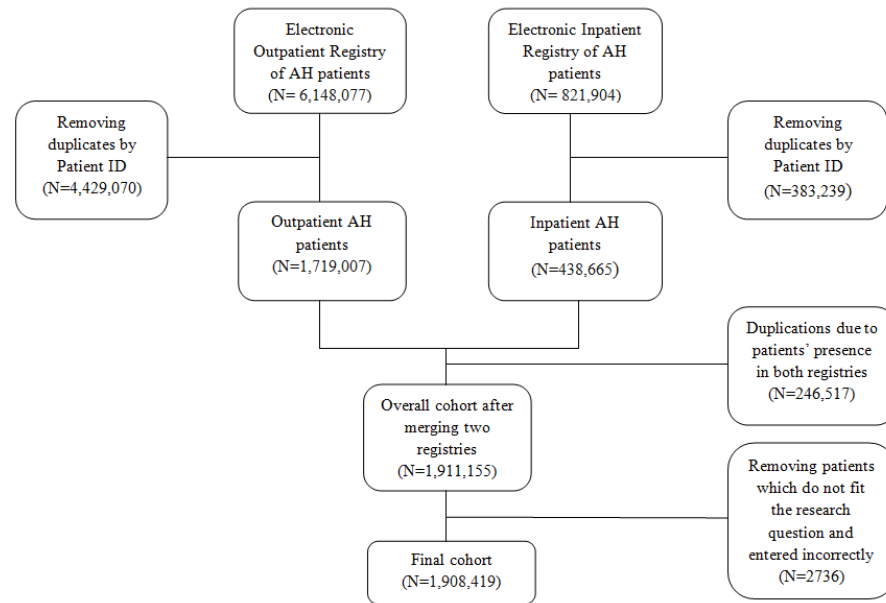 Electronic
Outpatient Registry
of AH patients
(N= 6,148,077)
Electronic Inpatient
Registry of AH
patients
(N= 821,904)
Removing
duplicates by
Patient ID
(N=4,429,070)
Removing
duplicates by
Patient ID
(N=383,239)
Outpatient AH
patients
(N=1,719,007)
Inpatient AH
patients
(N=438,665)
Duplications due to
patients’ presence
in both registries
(N=246,517)
Overall cohort after
merging two
registries
(N=1,911,155)
Removing patients
which do not fit
the research
question and
entered incorrectly
(N=2736)
Final cohort
(N=1,908,419)